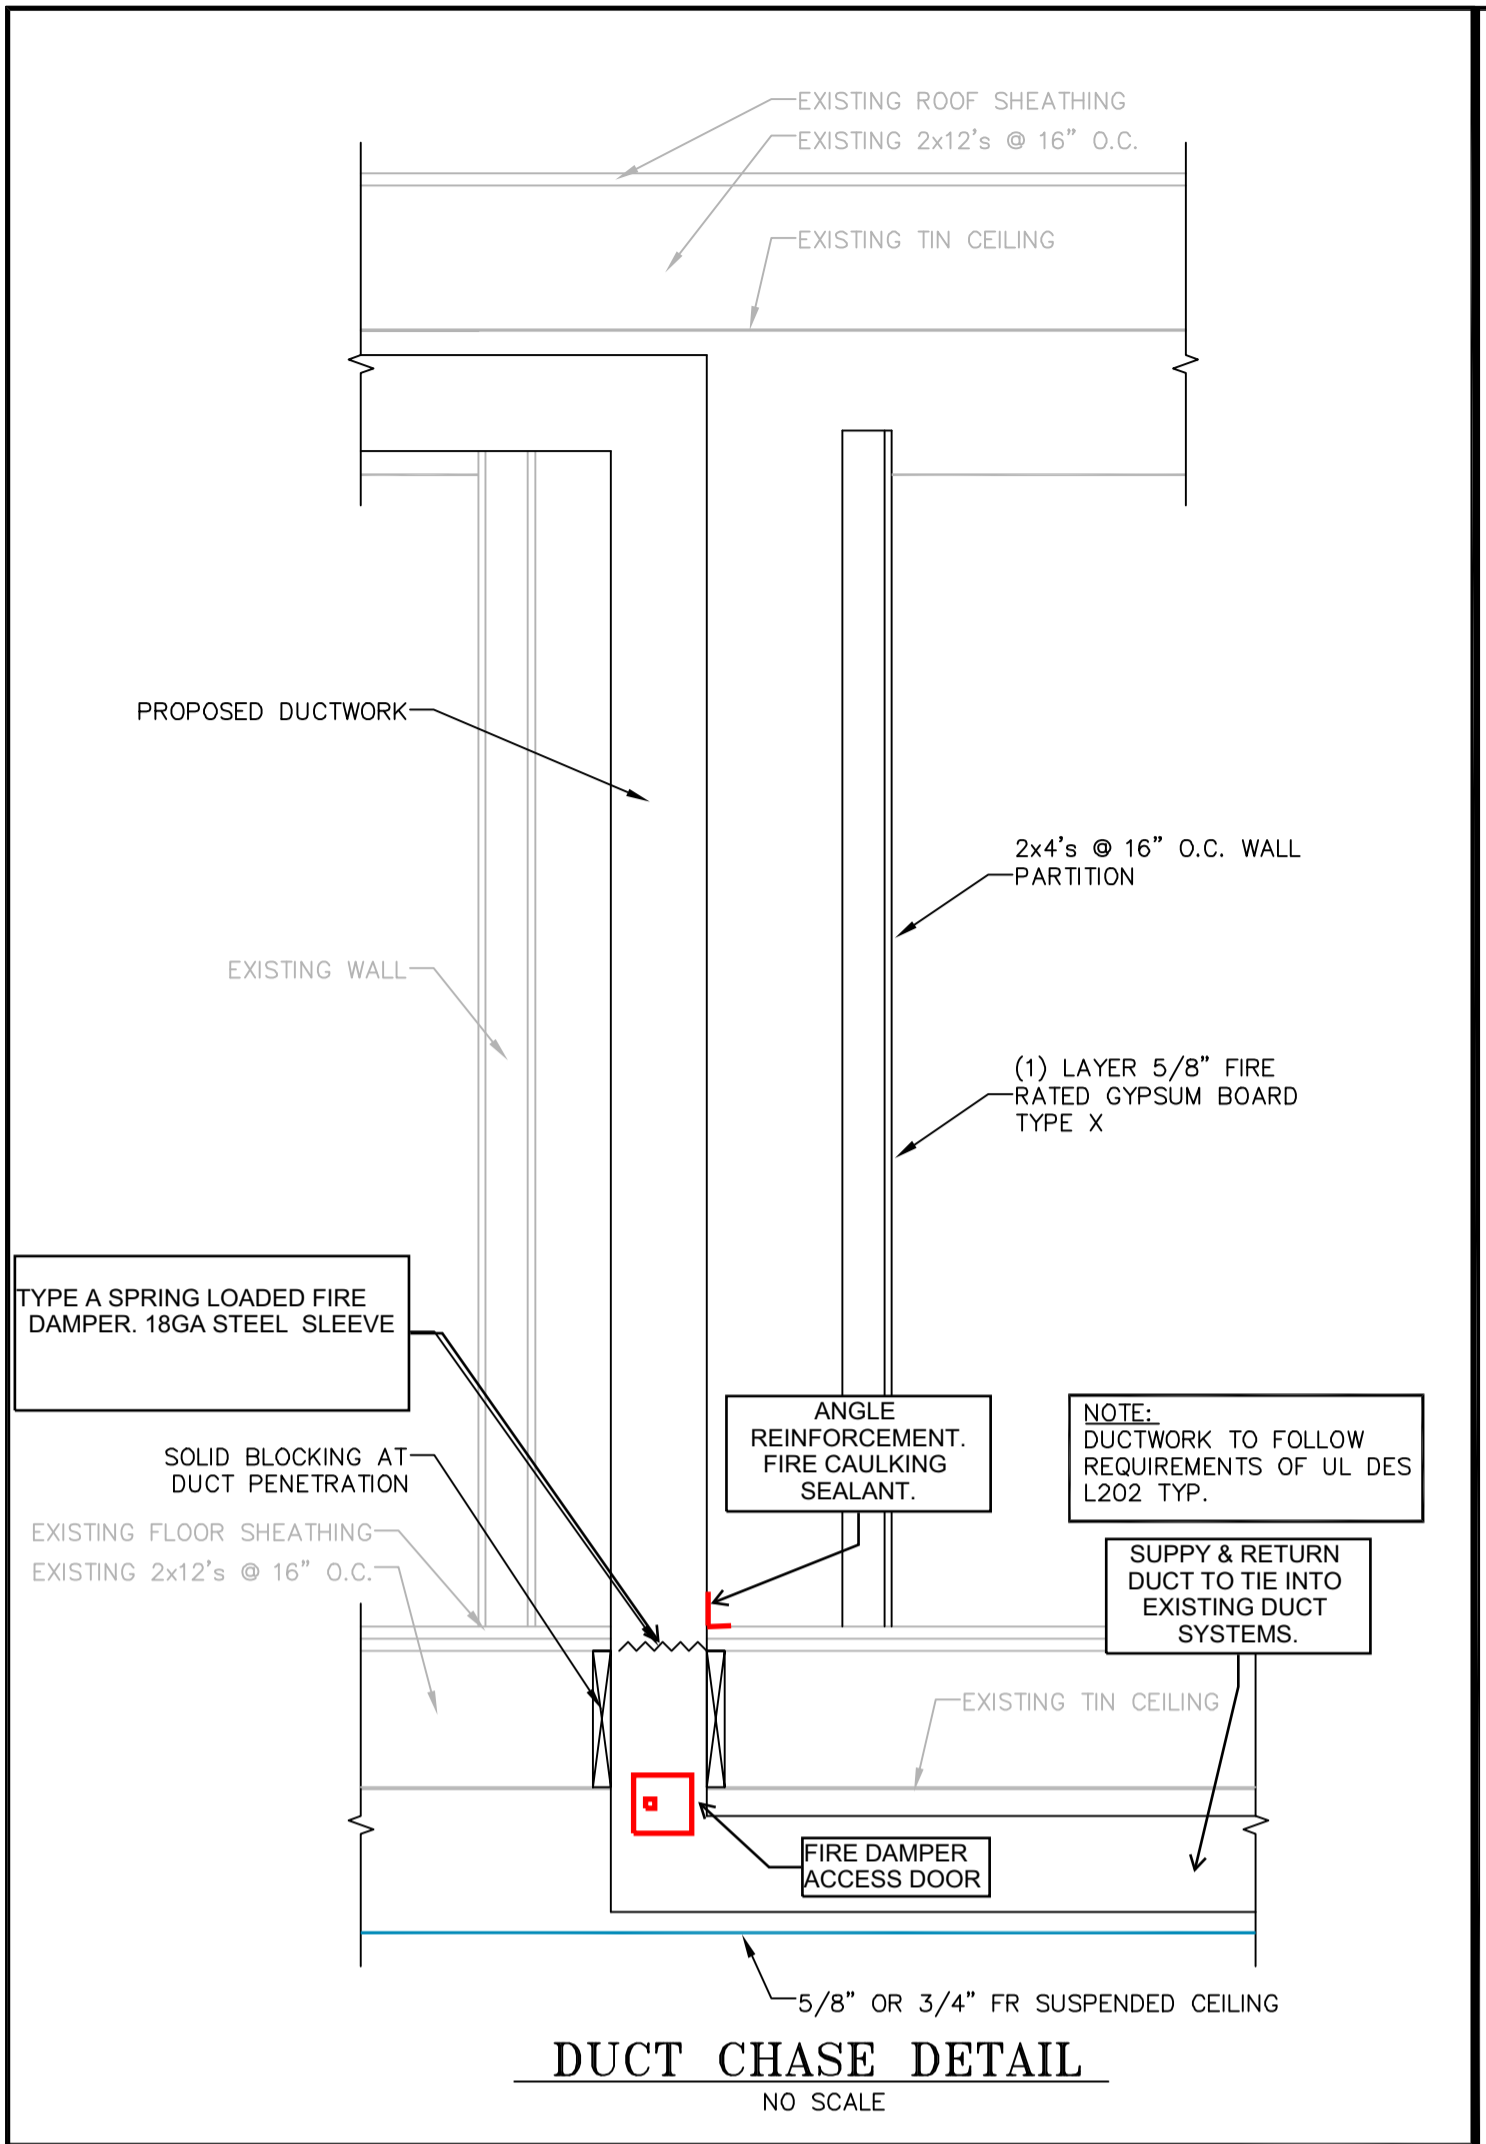 EXISTING ROOF SHEATHING
EXISTING 2x12's @ 16" O.C.
EXISTING TIN CEILING
PROPOSED DUCTWORK
2x4's @ 16" O.C. WALL
PARTITION
EXISTING WALL
(1) LAYER 5/8" FIRE
RATED GYPSUM BOARD
TYPE X
TYPE A SPRING LOADED FIRE
DAMPER. 18GA STEEL SLEEVE
ANGLE
REINFORCEMENT.
FIRE CAULKING
SEALANT.
NOTE:
DUCTWORK TO FOLLOW
REQUIREMENTS OF UL DES
L202 TYP.
SOLID BLOCKING AT
DUCT PENETRATION
EXISTING FLOOR SHEATHING
EXISTING 2x12's @ 16" O.C.
SUPPY & RETURN
DUCT TO TIE INTO
EXISTING DUCT
SYSTEMS.
EXISTING TIN CEILING
FIRE DAMPER
ACCESS DOOR
5/8" OR 3/4" FR SUSPENDED CEILING
DUCT CHASE DETAIL
NO SCALE